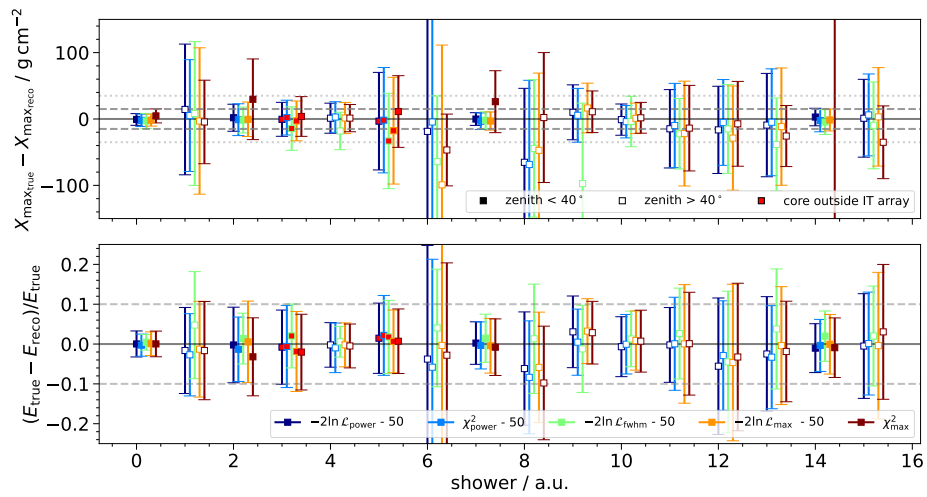 X_max_true − X_max_reco / g cm⁻²
100
0
−100
zenith < 40°
zenith > 40°
core outside IT array
(E_true − E_reco)/E_true
0.2
0.1
0.0
−0.1
−0.2
−2ln ℒ_power - 50
χ²_power - 50
−2ln ℒ_fwhm - 50
−2ln ℒ_max - 50
χ²_max
0 2 4 6 8 10 12 14 16
shower / a.u.